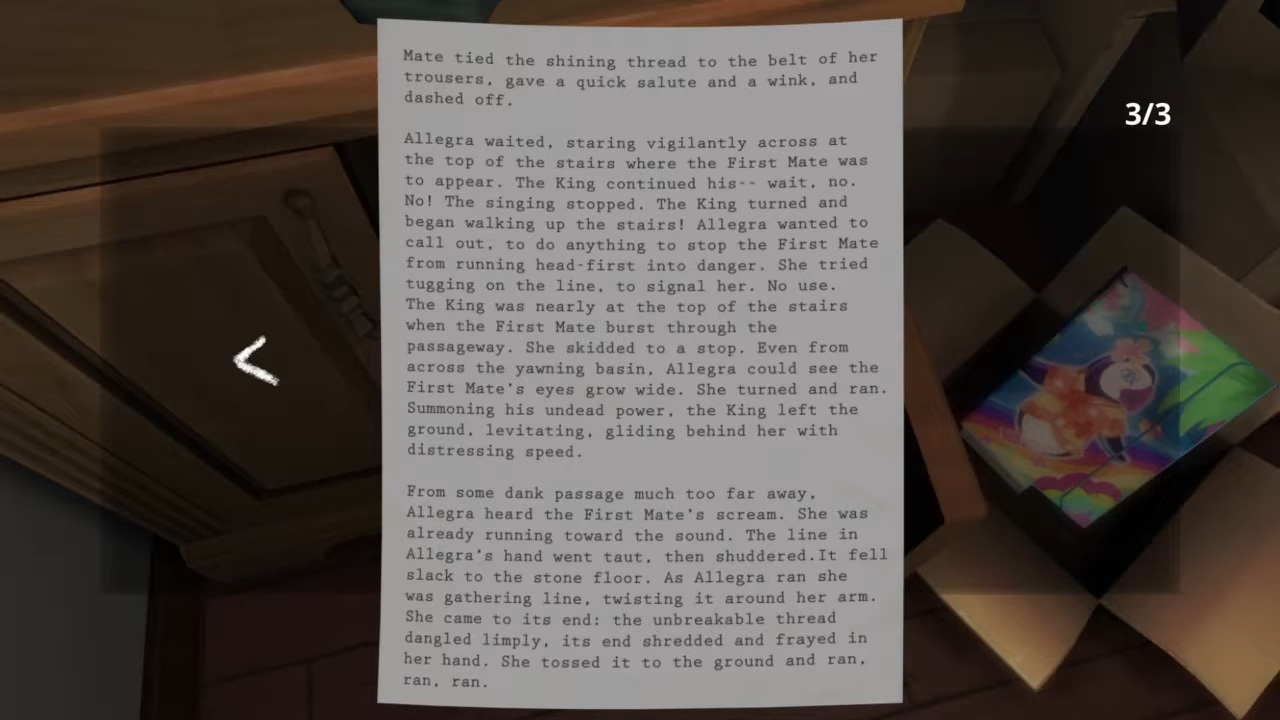 Mate tied the shining thread to the belt of her
trousers, gave a quick salute and a wink, and
dashed off.
Allegra waited, staring vigilantly across at
the top of the stairs where the First Mate was
to appear. The King continued his-- wait, no.
No! The singing stopped. The King turned and
began walking up the stairs! Allegra wanted to
call out, to do anything to stop the First Mate
from running head-first into danger. She tried
tugging on the line, to signal her. No use.
The King was nearly at the top of the stairs
when the First Mate burst through the
passageway. She skidded to a stop. Even from
across the yawning basin, Allegra could see the
First Mate's eyes grow wide. She turned and ran.
Summoning his undead power, the King left the
ground, levitating, gliding behind her with
distressing speed.
From some dank passage much too far away,
Allegra heard the First Mate's scream. She was
already running toward the sound. The line in
Allegra's hand went taut, then shuddered.It fell
slack to the stone floor. As Allegra ran she
was gathering line, twisting it around her arm.
She came to its end: the unbreakable thread
dangled limply, its end shredded and frayed in
her hand. She tossed it to the ground and ran,
ran, ran.
3/3